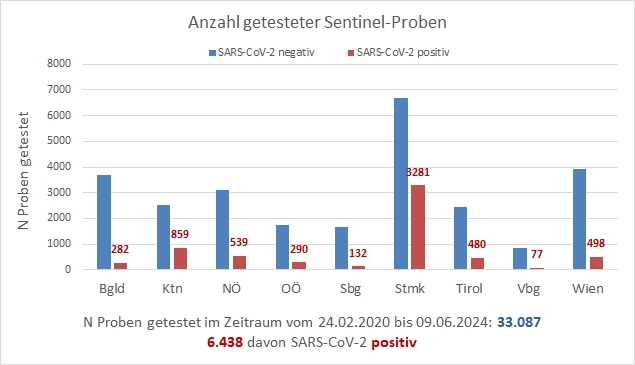 Anzahl getesteter Sentinel-Proben
SARS-CoV-2 negativ SARS-CoV-2 positiv
N Proben getestet
8000
7000
6000
5000
4000
3000
2000
1000
0
282 859 539 290 132 3281 480 77 498
Bgld Ktn NÖ OÖ Sbg Stmk Tirol Vbg Wien
N Proben getestet im Zeitraum vom 24.02.2020 bis 09.06.2024: 33.087
6.438 davon SARS-CoV-2 positiv